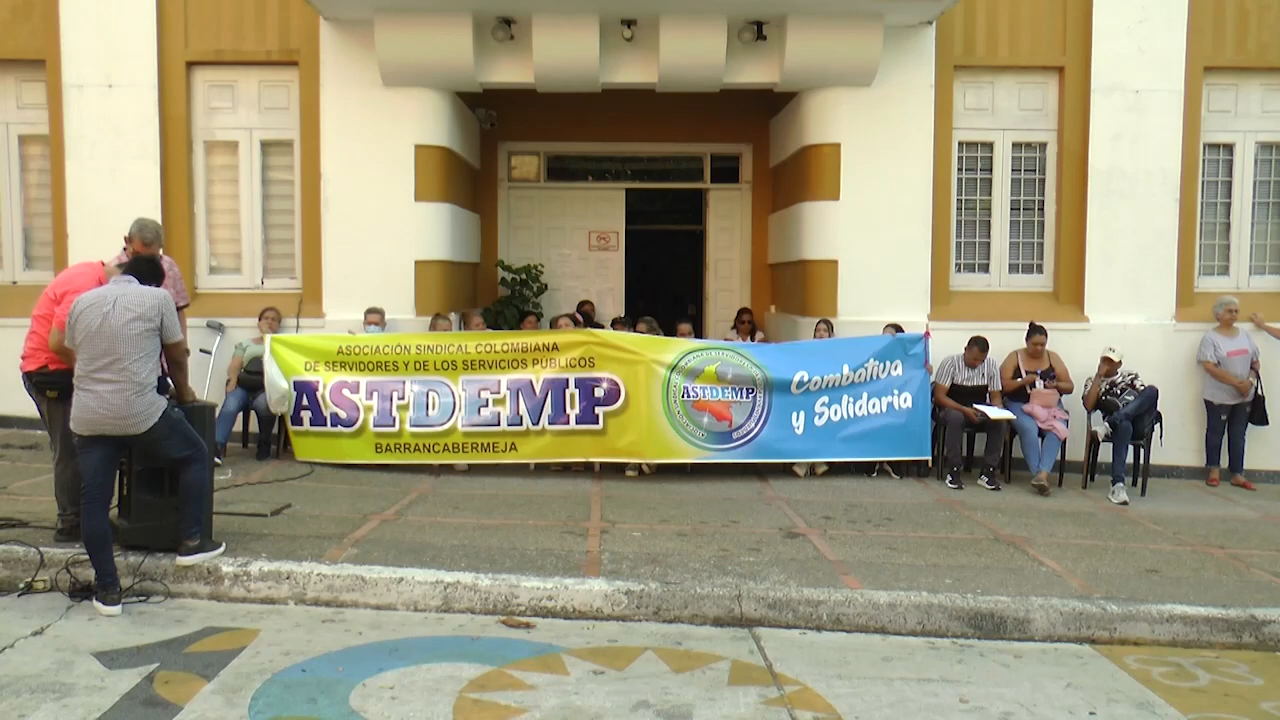 ASOCIACIÓN SINDICAL COLOMBIANA
DE SERVIDORES Y DE LOS SERVICIOS PÚBLICOS
ASTDEMP
BARRANCABERMEJA
ASTDEMP
Combativa
y Solidaria